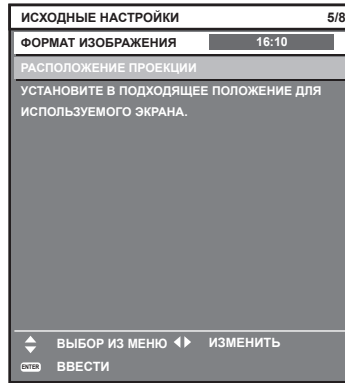 ИСХОДНЫЕ НАСТРОЙКИ 5/8
ФОРМАТ ИЗОБРАЖЕНИЯ 16:10
РАСПОЛОЖЕНИЕ ПРОЕКЦИИ
УСТАНОВИТЕ В ПОДХОДЯЩЕЕ ПОЛОЖЕНИЕ ДЛЯ
ИСПОЛЬЗУЕМОГО ЭКРАНА.
ВЫБОР ИЗ МЕНЮ ИЗМЕНИТЬ
ENTER ВВЕСТИ